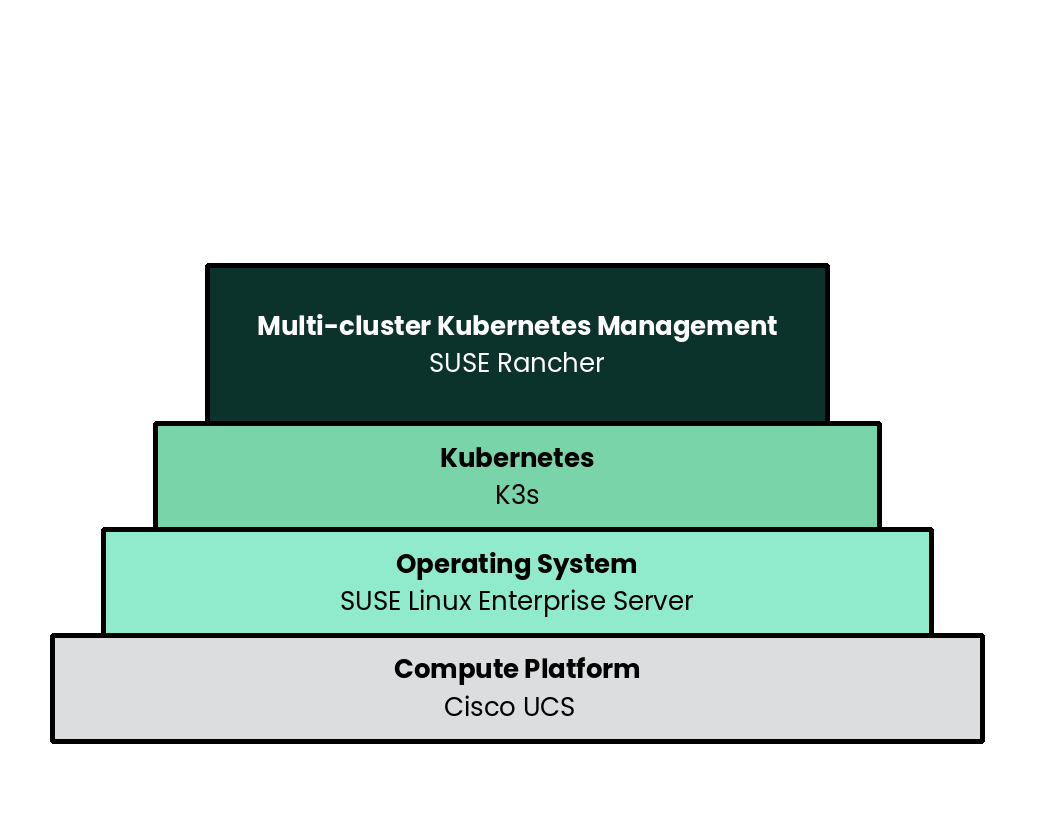 Multi-cluster Kubernetes Management
SUSE Rancher
Kubernetes
K3s
Operating System
SUSE Linux Enterprise Server
Compute Platform
Cisco UCS